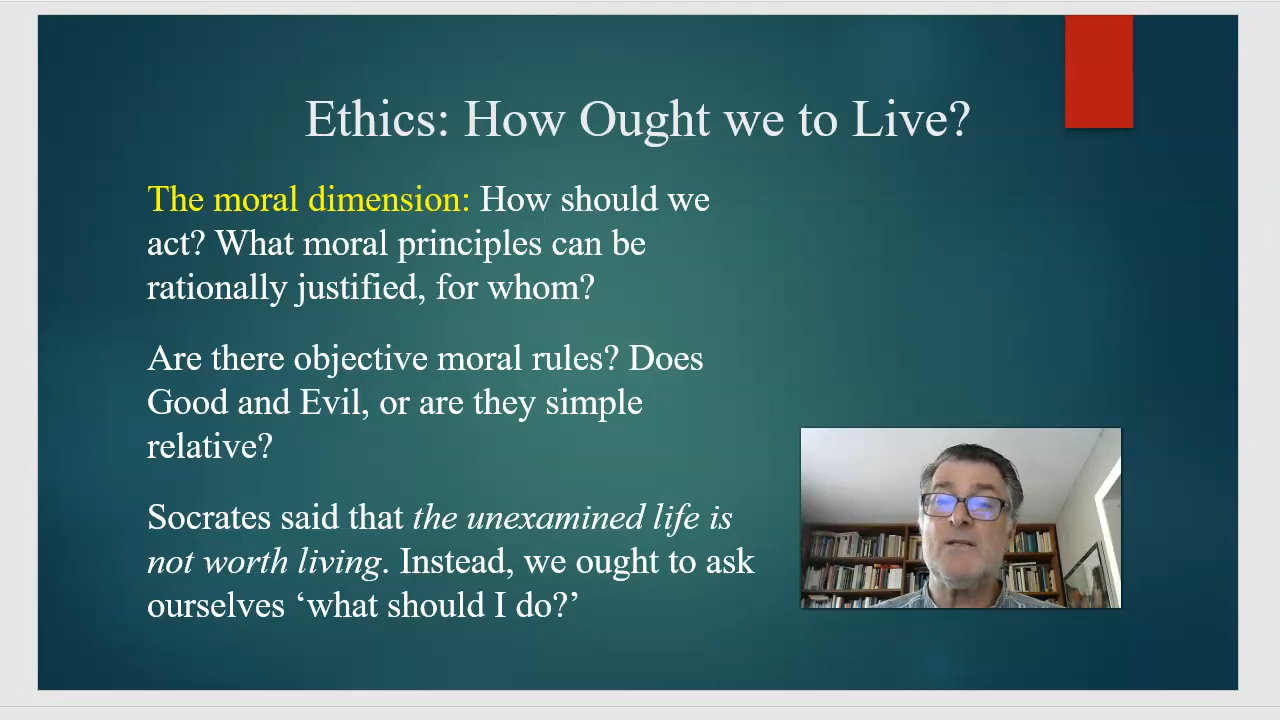 Ethics: How Ought we to Live?
The moral dimension: How should we
act? What moral principles can be
rationally justified, for whom?
Are there objective moral rules? Does
Good and Evil, or are they simple
relative?
Socrates said that the unexamined life is
not worth living. Instead, we ought to ask
ourselves ‘what should I do?’